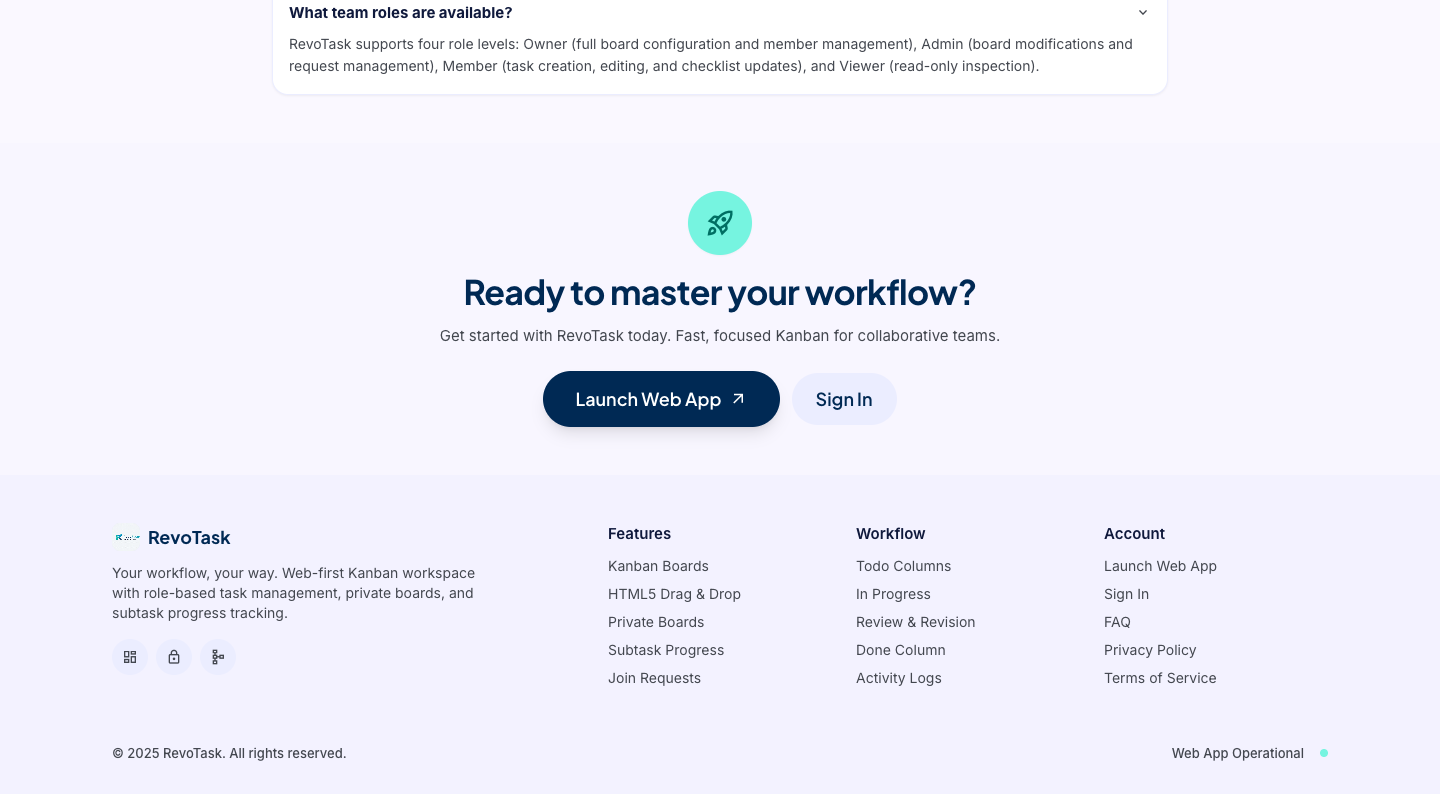 What team roles are available?
RevoTask supports four role levels: Owner (full board configuration and member management), Admin (board modifications and
request management), Member (task creation, editing, and checklist updates), and Viewer (read-only inspection).
Ready to master your workflow?
Get started with RevoTask today. Fast, focused Kanban for collaborative teams.
Launch Web App
Sign In
RevoTask
Your workflow, your way. Web-first Kanban workspace
with role-based task management, private boards, and
subtask progress tracking.
Features
Kanban Boards
HTML5 Drag & Drop
Private Boards
Subtask Progress
Join Requests
Workflow
Todo Columns
In Progress
Review & Revision
Done Column
Activity Logs
Account
Launch Web App
Sign In
FAQ
Privacy Policy
Terms of Service
© 2025 RevoTask. All rights reserved.
Web App Operational